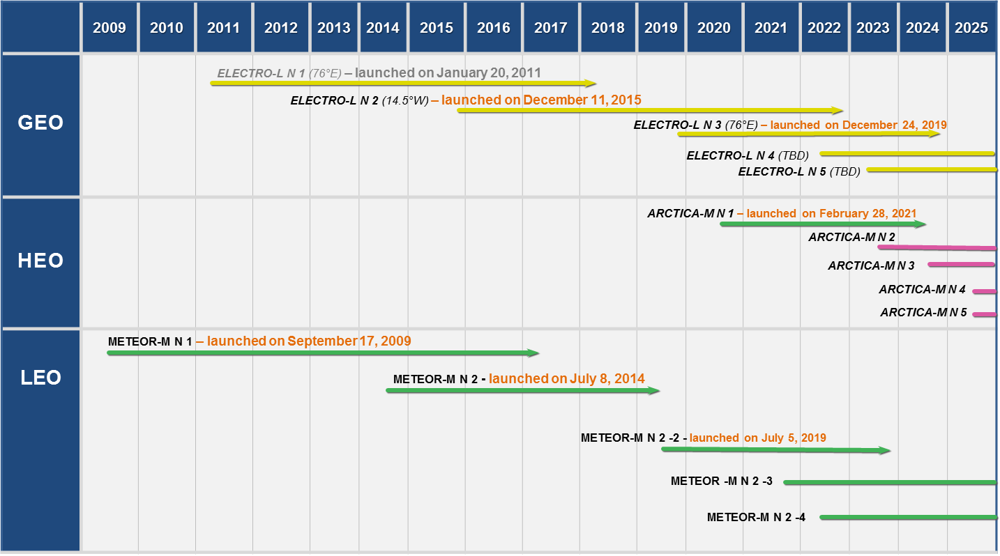 2009 2010 2011 2012 2013 2014 2015 2016 2017 2018 2019 2020 2021 2022 2023 2024 2025
GEO
ELECTRO-L N 1 (76°E) – launched on January 20, 2011
ELECTRO-L N 2 (14.5°W) – launched on December 11, 2015
ELECTRO-L N 3 (76°E) – launched on December 24, 2019
ELECTRO-L N 4 (TBD)
ELECTRO-L N 5 (TBD)
HEO
ARCTICA-M N 1 – launched on February 28, 2021
ARCTICA-M N 2
ARCTICA-M N 3
ARCTICA-M N 4
ARCTICA-M N 5
LEO
METEOR-M N 1 – launched on September 17, 2009
METEOR-M N 2 - launched on July 8, 2014
METEOR-M N 2 -2 - launched on July 5, 2019
METEOR -M N 2 -3
METEOR-M N 2 -4